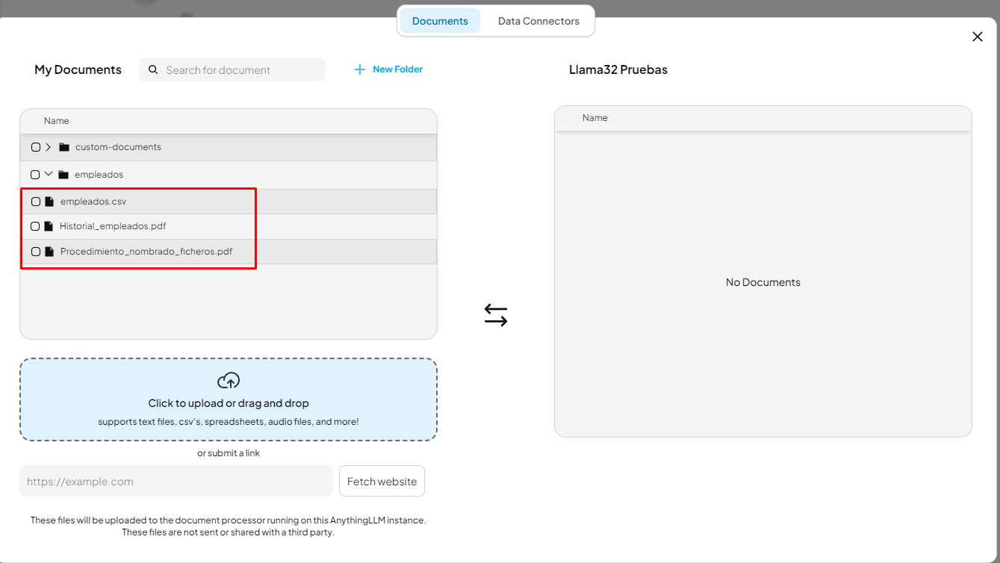 Documents
Data Connectors
My Documents
Search for document
New Folder
Name
custom-documents
empleados
empleados.csv
Historial_empleados.pdf
Procedimiento_nombrado_ficheros.pdf
Click to upload or drag and drop
supports text files, csv's, spreadsheets, audio files, and more!
or submit a link
https://example.com
Fetch website
These files will be uploaded to the document processor running on this AnythingLLM instance.
These files are not sent or shared with a third party.
Llama32 Pruebas
Name
No Documents